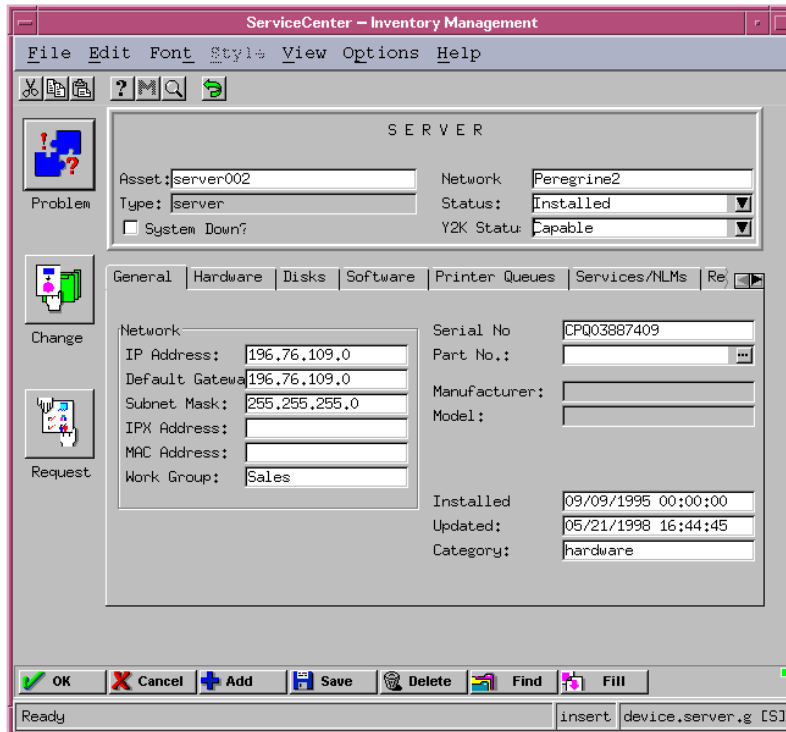 ServiceCenter – Inventory Management
File Edit Font Style View Options Help
SERVER
Asset: server002
Network Peregrine2
Type: server
Status: Installed
System Down?
Y2K Statu: Capable
Problem
Change
Request
General Hardware Disks Software Printer Queues Services/NLMs Re
Network
IP Address: 196.76.109.0
Default Gatewa 196.76.109.0
Subnet Mask: 255.255.255.0
IPX Address:
MAC Address:
Work Group: Sales
Serial No CPQ03887409
Part No.:
Manufacturer:
Model:
Installed 09/09/1995 00:00:00
Updated: 05/21/1998 16:44:45
Category: hardware
OK Cancel Add Save Delete Find Fill
Ready insert device.server.g [S]